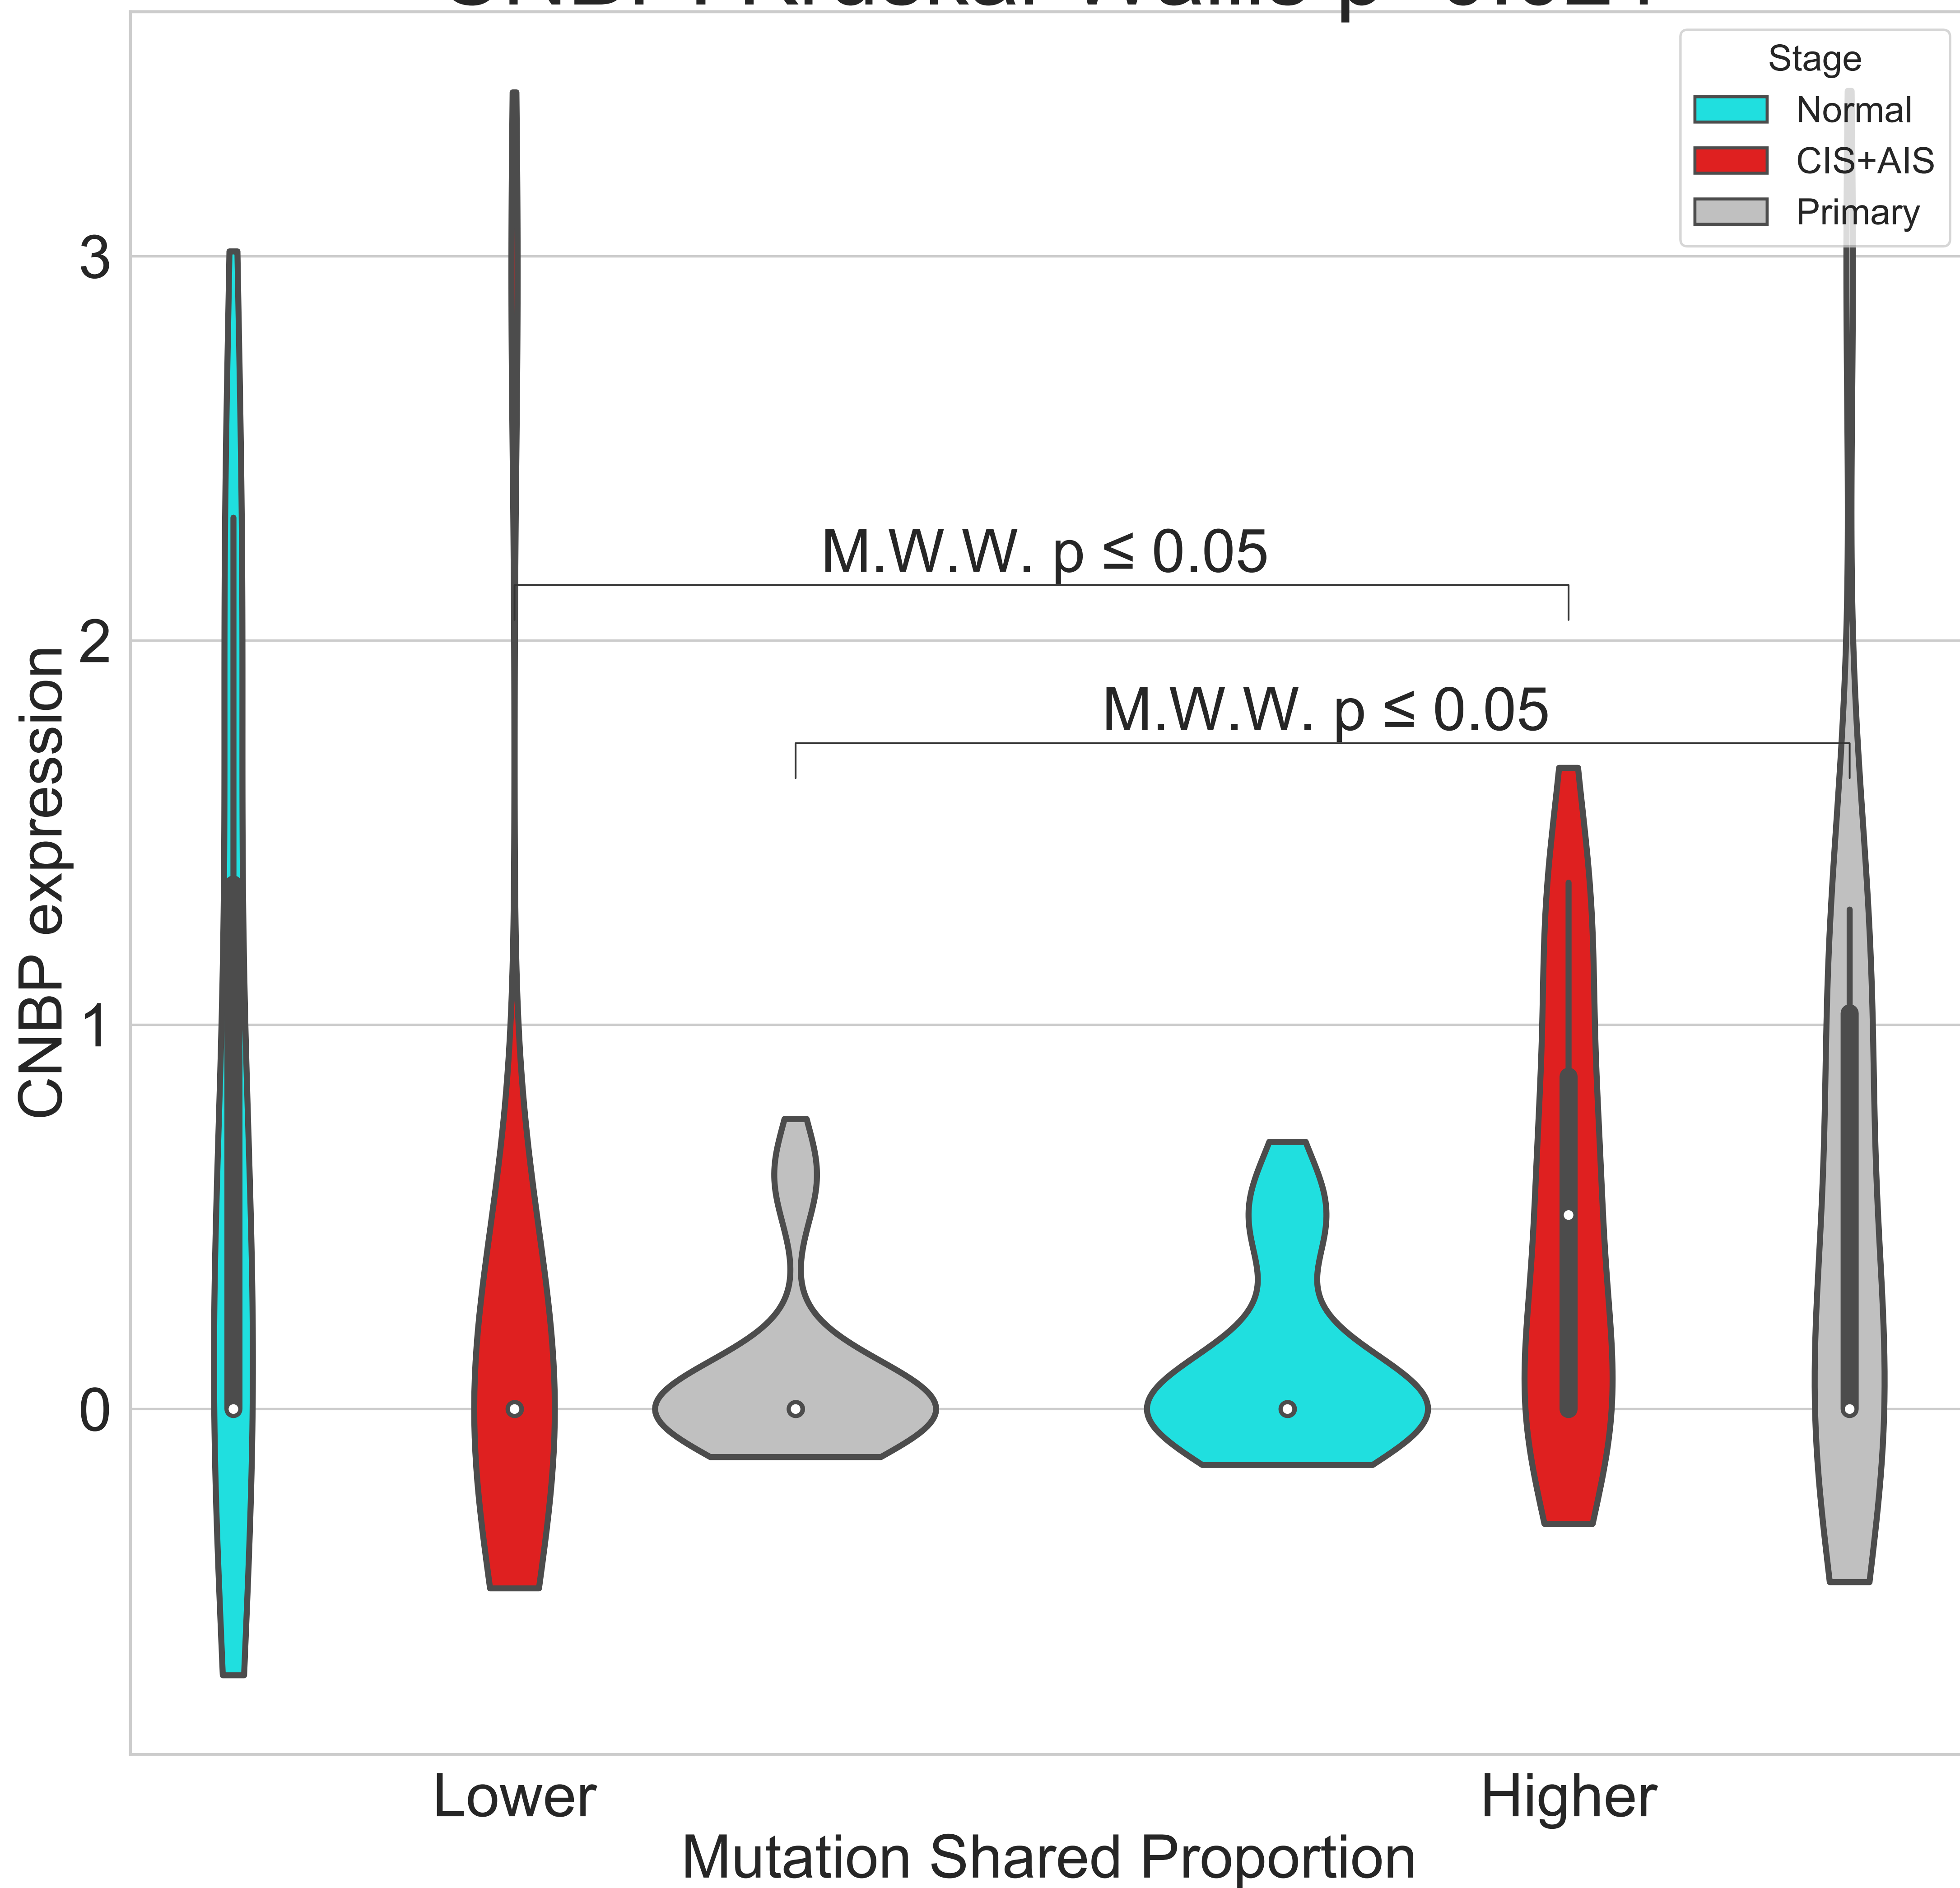 Stage
Normal
CIS+AIS
Primary
3
M.W.W. p ≤ 0.05
2
M.W.W. p ≤ 0.05
1
0
CNBP expression
Lower
Higher
Mutation Shared Proportion